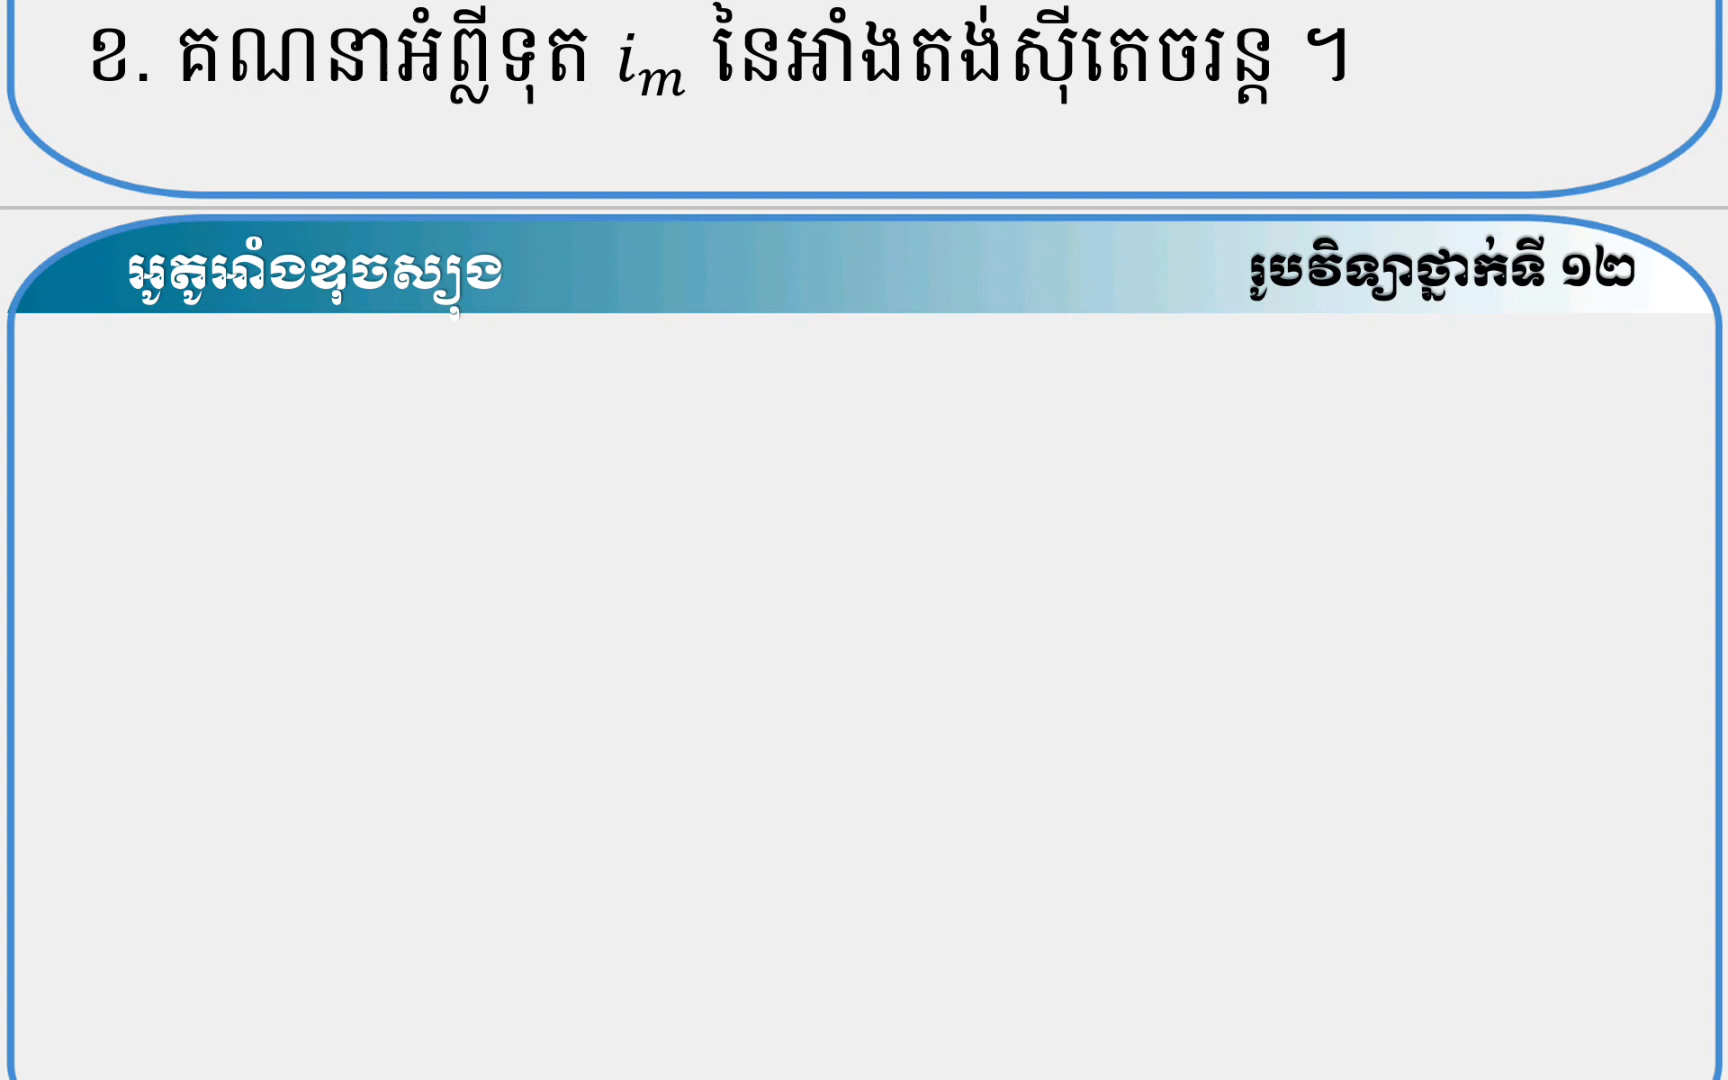 ខ. គណនាអំព្លីទុត i_m នៃអាំងតង់ស៊ីតេចរន្ត ។
អូតូអាំងឌុចស្យុង
រូបវិទ្យាថ្នាក់ទី ១២